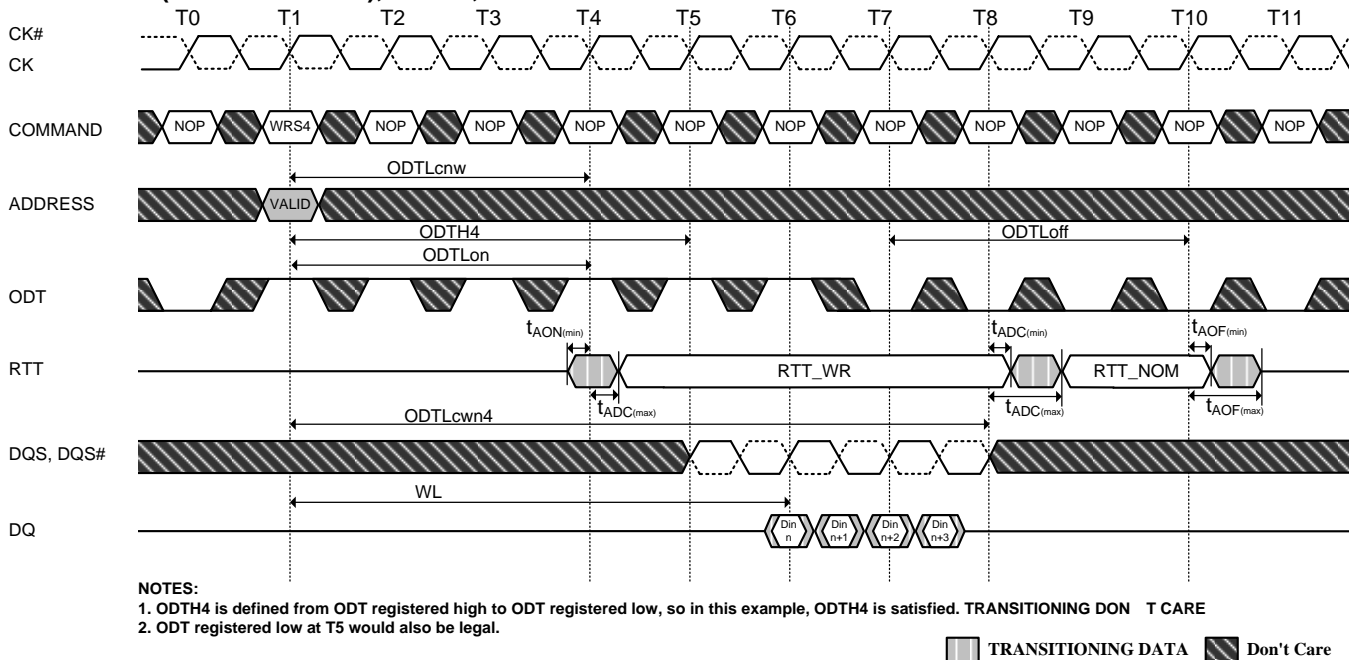 T0 T1 T2 T3 T4 T5 T6 T7 T8 T9 T10 T11
CK#
CK
COMMAND NOP WRS4 NOP NOP NOP NOP NOP NOP NOP NOP NOP NOP
ODTLcnw
ADDRESS VALID
ODTH4 ODTLoff
ODTLon
ODT
tAON(min) tADC(min) tAOF(min)
RTT RTT_WR RTT_NOM
tADC(max) tADC(max) tAOF(max)
ODTLcwn4
DQS, DQS#
WL
DQ Din n Din n+1 Din n+2 Din n+3
NOTES:
1. ODTH4 is defined from ODT registered high to ODT registered low, so in this example, ODTH4 is satisfied. TRANSITIONING DON T CARE
2. ODT registered low at T5 would also be legal.
TRANSITIONING DATA Don't Care